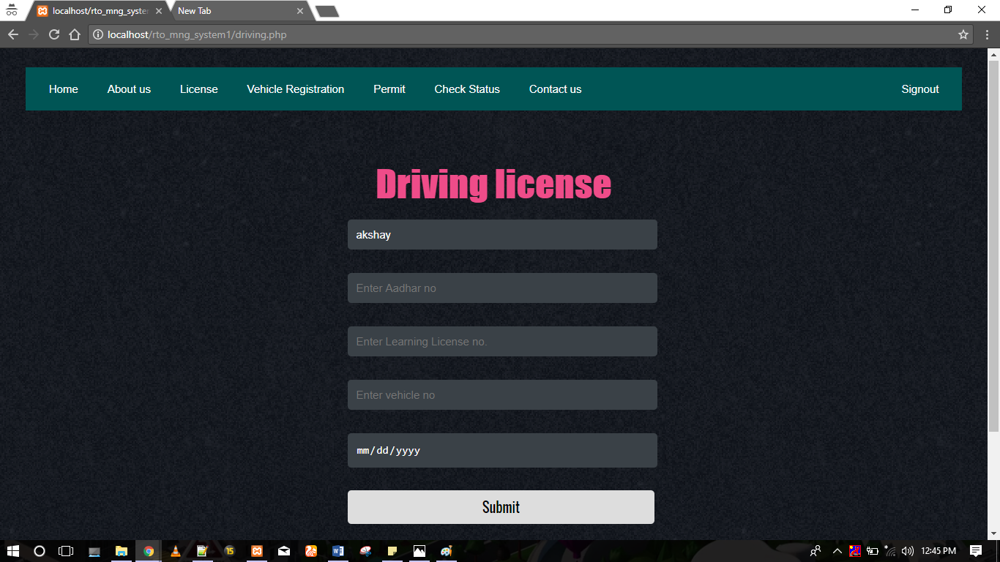 localhost/rto_mng_syster
New Tab
localhost/rto_mng_system1/driving.php
Home About us License Vehicle Registration Permit Check Status Contact us Signout
Driving license
akshay
Enter Aadhar no
Enter Learning License no.
Enter vehicle no
mm/dd/yyyy
Submit
15
12:45 PM